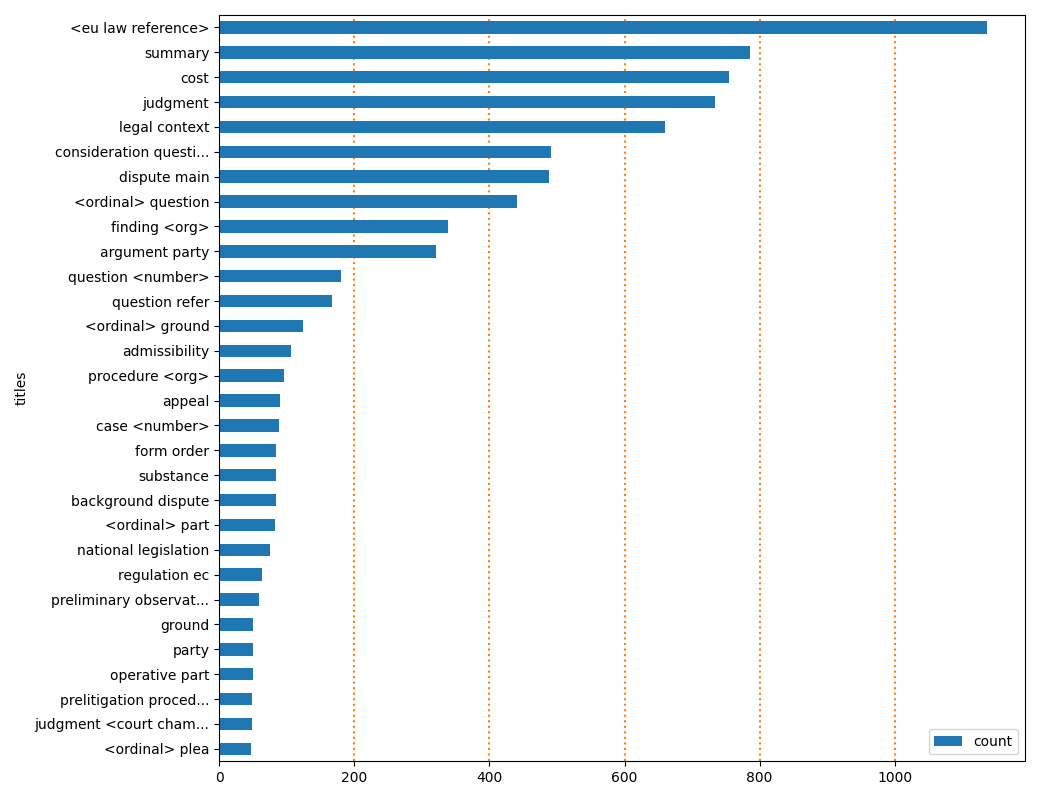 <eu law reference>
summary
cost
judgment
legal context
consideration questi...
dispute main
<ordinal> question
finding <org>
argument party
question <number>
question refer
<ordinal> ground
admissibility
procedure <org>
appeal
case <number>
form order
substance
background dispute
<ordinal> part
national legislation
regulation ec
preliminary observat...
ground
party
operative part
prelitigation proced...
judgment <court cham...
<ordinal> plea
titles
0 200 400 600 800 1000
count